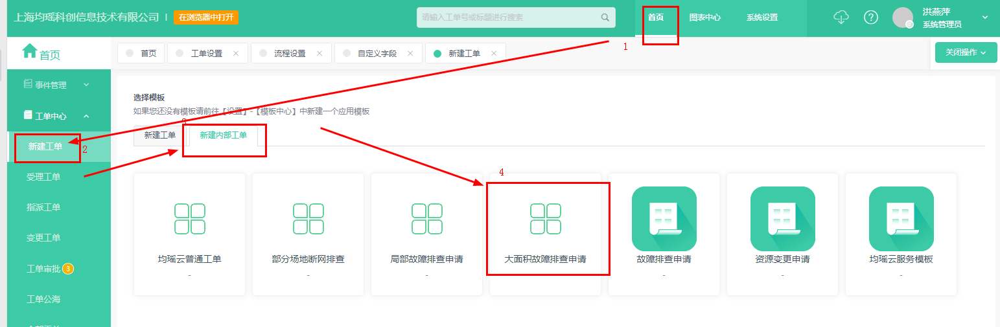 上海均瑶科创信息技术有限公司 | 在浏览器中打开
请输入工单号或标题进行搜索
首页
图表中心
系统设置
?
洪燕萍
系统管理员
1
首页
首页
工单设置 ×
流程设置 ×
自定义字段 ×
新建工单 ×
关闭操作
事件管理
工单中心
新建工单
2
受理工单
指派工单
变更工单
工单审批 3
工单公海
选择模板
如果您还没有模板请前往【设置】-【模板中心】中新建一个应用模板
3
新建工单
新建内部工单
4
均瑶云普通工单
-
部分场地断网排查
-
局部故障排查申请
-
大面积故障排查申请
-
故障排查申请
-
资源变更申请
-
均瑶云服务模板
-